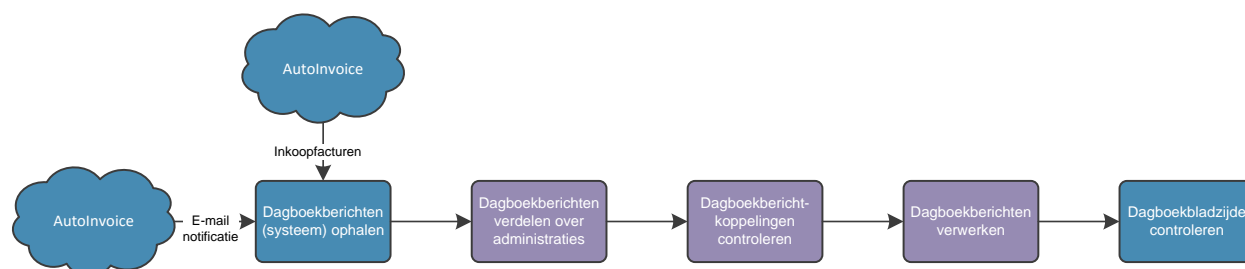 AutoInvoice
Inkoopfacturen
AutoInvoice
E-mail
notificatie
Dagboekberichten
(systeem) ophalen
Dagboekberichten
verdelen over
administraties
Dagboekbericht-
koppelingen
controleren
Dagboekberichten
verwerken
Dagboekbladzijde
controleren